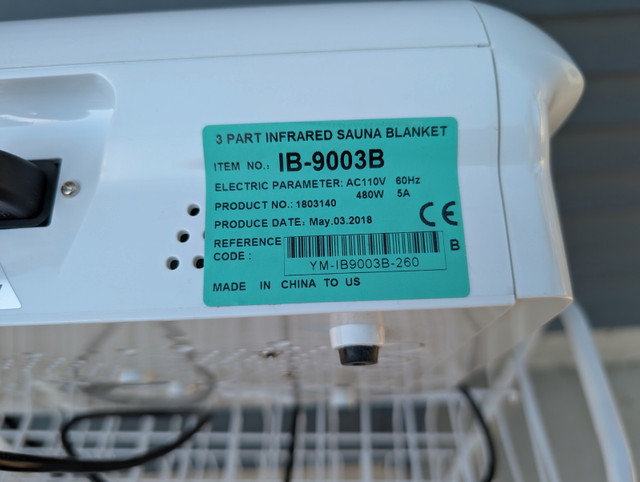 3 PART INFRARED SAUNA BLANKET
ITEM NO.: IB-9003B
ELECTRIC PARAMETER: AC110V 60Hz
480W 5A
PRODUCT NO.: 1803140
PRODUCE DATE: May.03.2018
CE
REFERENCE CODE : B
YM-IB9003B-260
MADE IN CHINA TO US